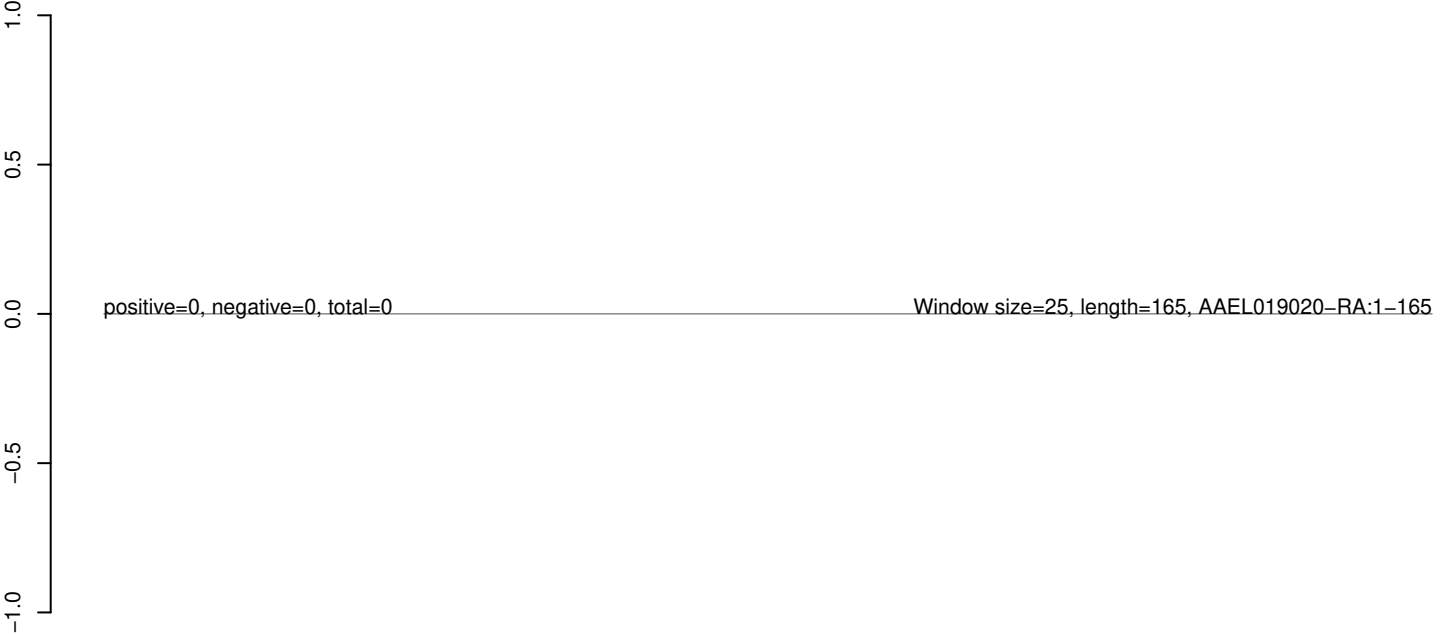 1.0
0.5
0.0
−0.5
−1.0
positive=0, negative=0, total=0
Window size=25, length=165, AAEL019020−RA:1−165